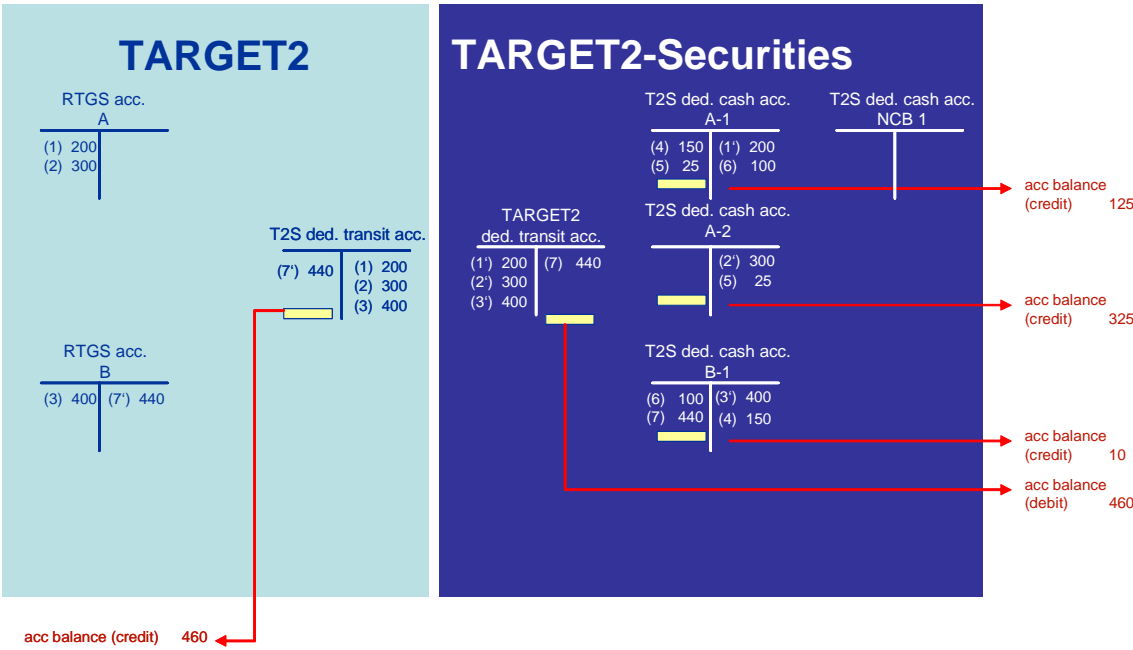 TARGET2
RTGS acc.
A
(1) 200
(2) 300
T2S ded. transit acc.
(7‘) 440 (1) 200
(2) 300
(3) 400
RTGS acc.
B
(3) 400 (7‘) 440
acc balance (credit) 460
TARGET2-Securities
T2S ded. cash acc.
A-1
(4) 150 (1‘) 200
(5) 25 (6) 100
T2S ded. cash acc.
NCB 1
acc balance
(credit) 125
TARGET2
ded. transit acc.
(1‘) 200 (7) 440
(2‘) 300
(3‘) 400
T2S ded. cash acc.
A-2
(2‘) 300
(5) 25
acc balance
(credit) 325
T2S ded. cash acc.
B-1
(6) 100 (3‘) 400
(7) 440 (4) 150
acc balance
(credit) 10
acc balance
(debit) 460